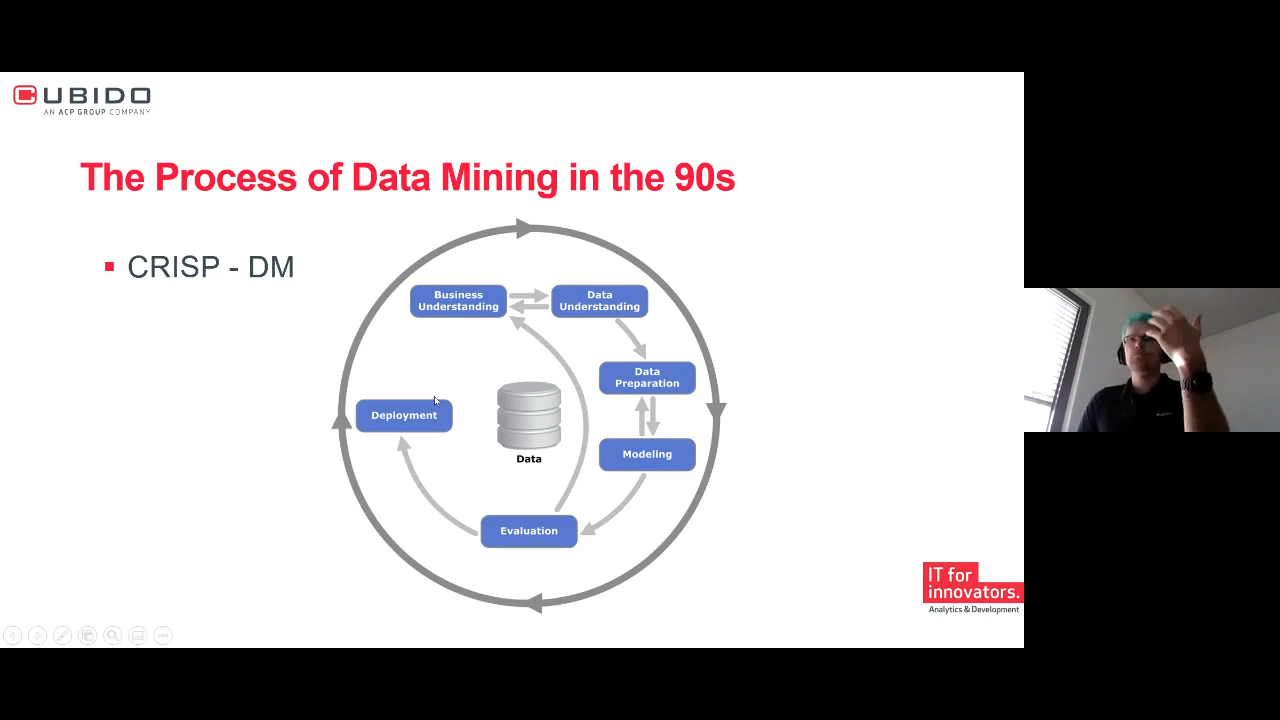 CUBIDO
AN ACP GROUP COMPANY
The Process of Data Mining in the 90s
CRISP - DM
Business
Understanding
Data
Understanding
Data
Preparation
Deployment
Data
Modeling
Evaluation
IT for
innovators.
Analytics & Development